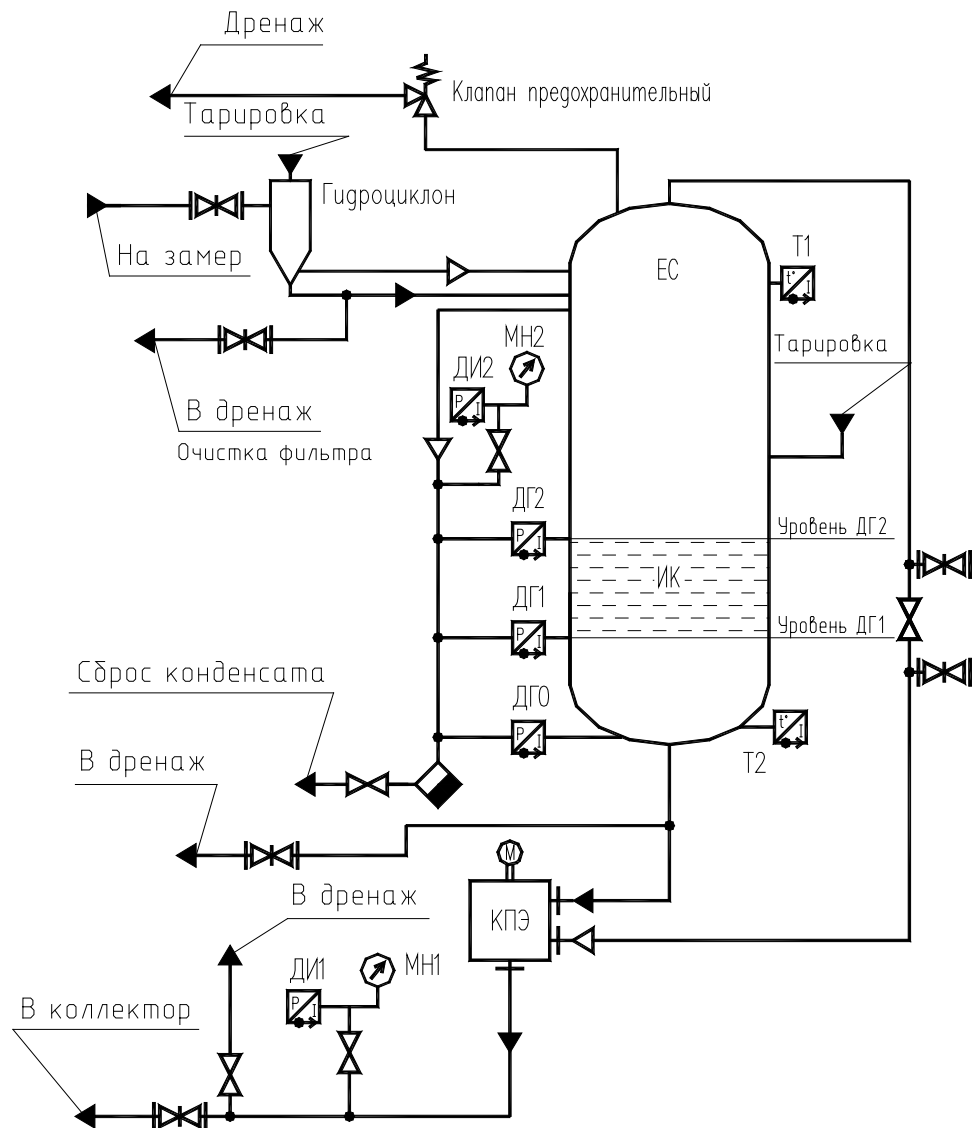 Дренаж
Клапан предохранительный
Тарировка
Гидроциклон
На замер
ЕС
Т1
t° I
МН2
ДИ2
P I
Тарировка
В дренаж
Очистка фильтра
ДГ2
P I
Уровень ДГ2
ИК
ДГ1
P I
Уровень ДГ1
Сброс конденсата
ДГ0
P I
t° I
Т2
В дренаж
М
КПЭ
В дренаж
ДИ1
МН1
P I
В коллектор